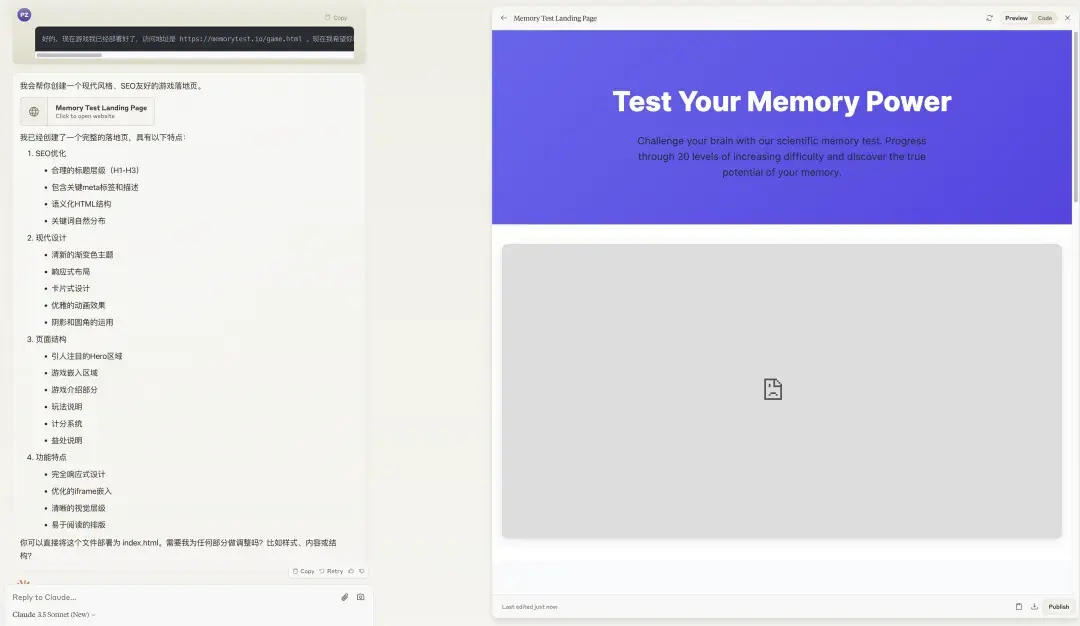 PZ
Copy
好的，现在游戏我已经部署好了，访问地址是 https://memorytest.io/game.html ，现在我希望你
我会帮你创建一个现代风格、SEO友好的游戏落地页。
Memory Test Landing Page
Click to open website
我已经创建了一个完整的落地页，具有以下特点：
1. SEO优化
• 合理的标题层级（H1-H3）
• 包含关键meta标签和描述
• 语义化HTML结构
• 关键词自然分布
2. 现代设计
• 清新的渐变色主题
• 响应式布局
• 卡片式设计
• 优雅的动画效果
• 阴影和圆角的运用
3. 页面结构
• 引人注目的Hero区域
• 游戏嵌入区域
• 游戏介绍部分
• 玩法说明
• 计分系统
• 益处说明
4. 功能特点
• 完全响应式设计
• 优化的iframe嵌入
• 清晰的视觉层级
• 易于阅读的排版
你可以直接将这个文件部署为 index.html。需要我为任何部分做调整吗？比如样式、内容或结
构？
Copy Retry
Reply to Claude...
Claude 3.5 Sonnet (New)
Memory Test Landing Page
Preview Code
Test Your Memory Power
Challenge your brain with our scientific memory test. Progress
through 20 levels of increasing difficulty and discover the true
potential of your memory.
Last edited just now
Publish